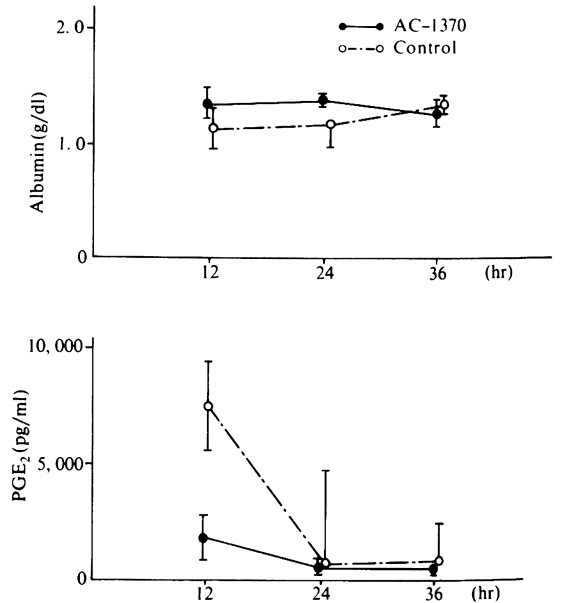 2.0
AC-1370
Control
Albumin(g/dl)
1.0
0
12 24 36 (hr)
10,000
PGE2(pg/ml)
5,000
0
12 24 36 (hr)